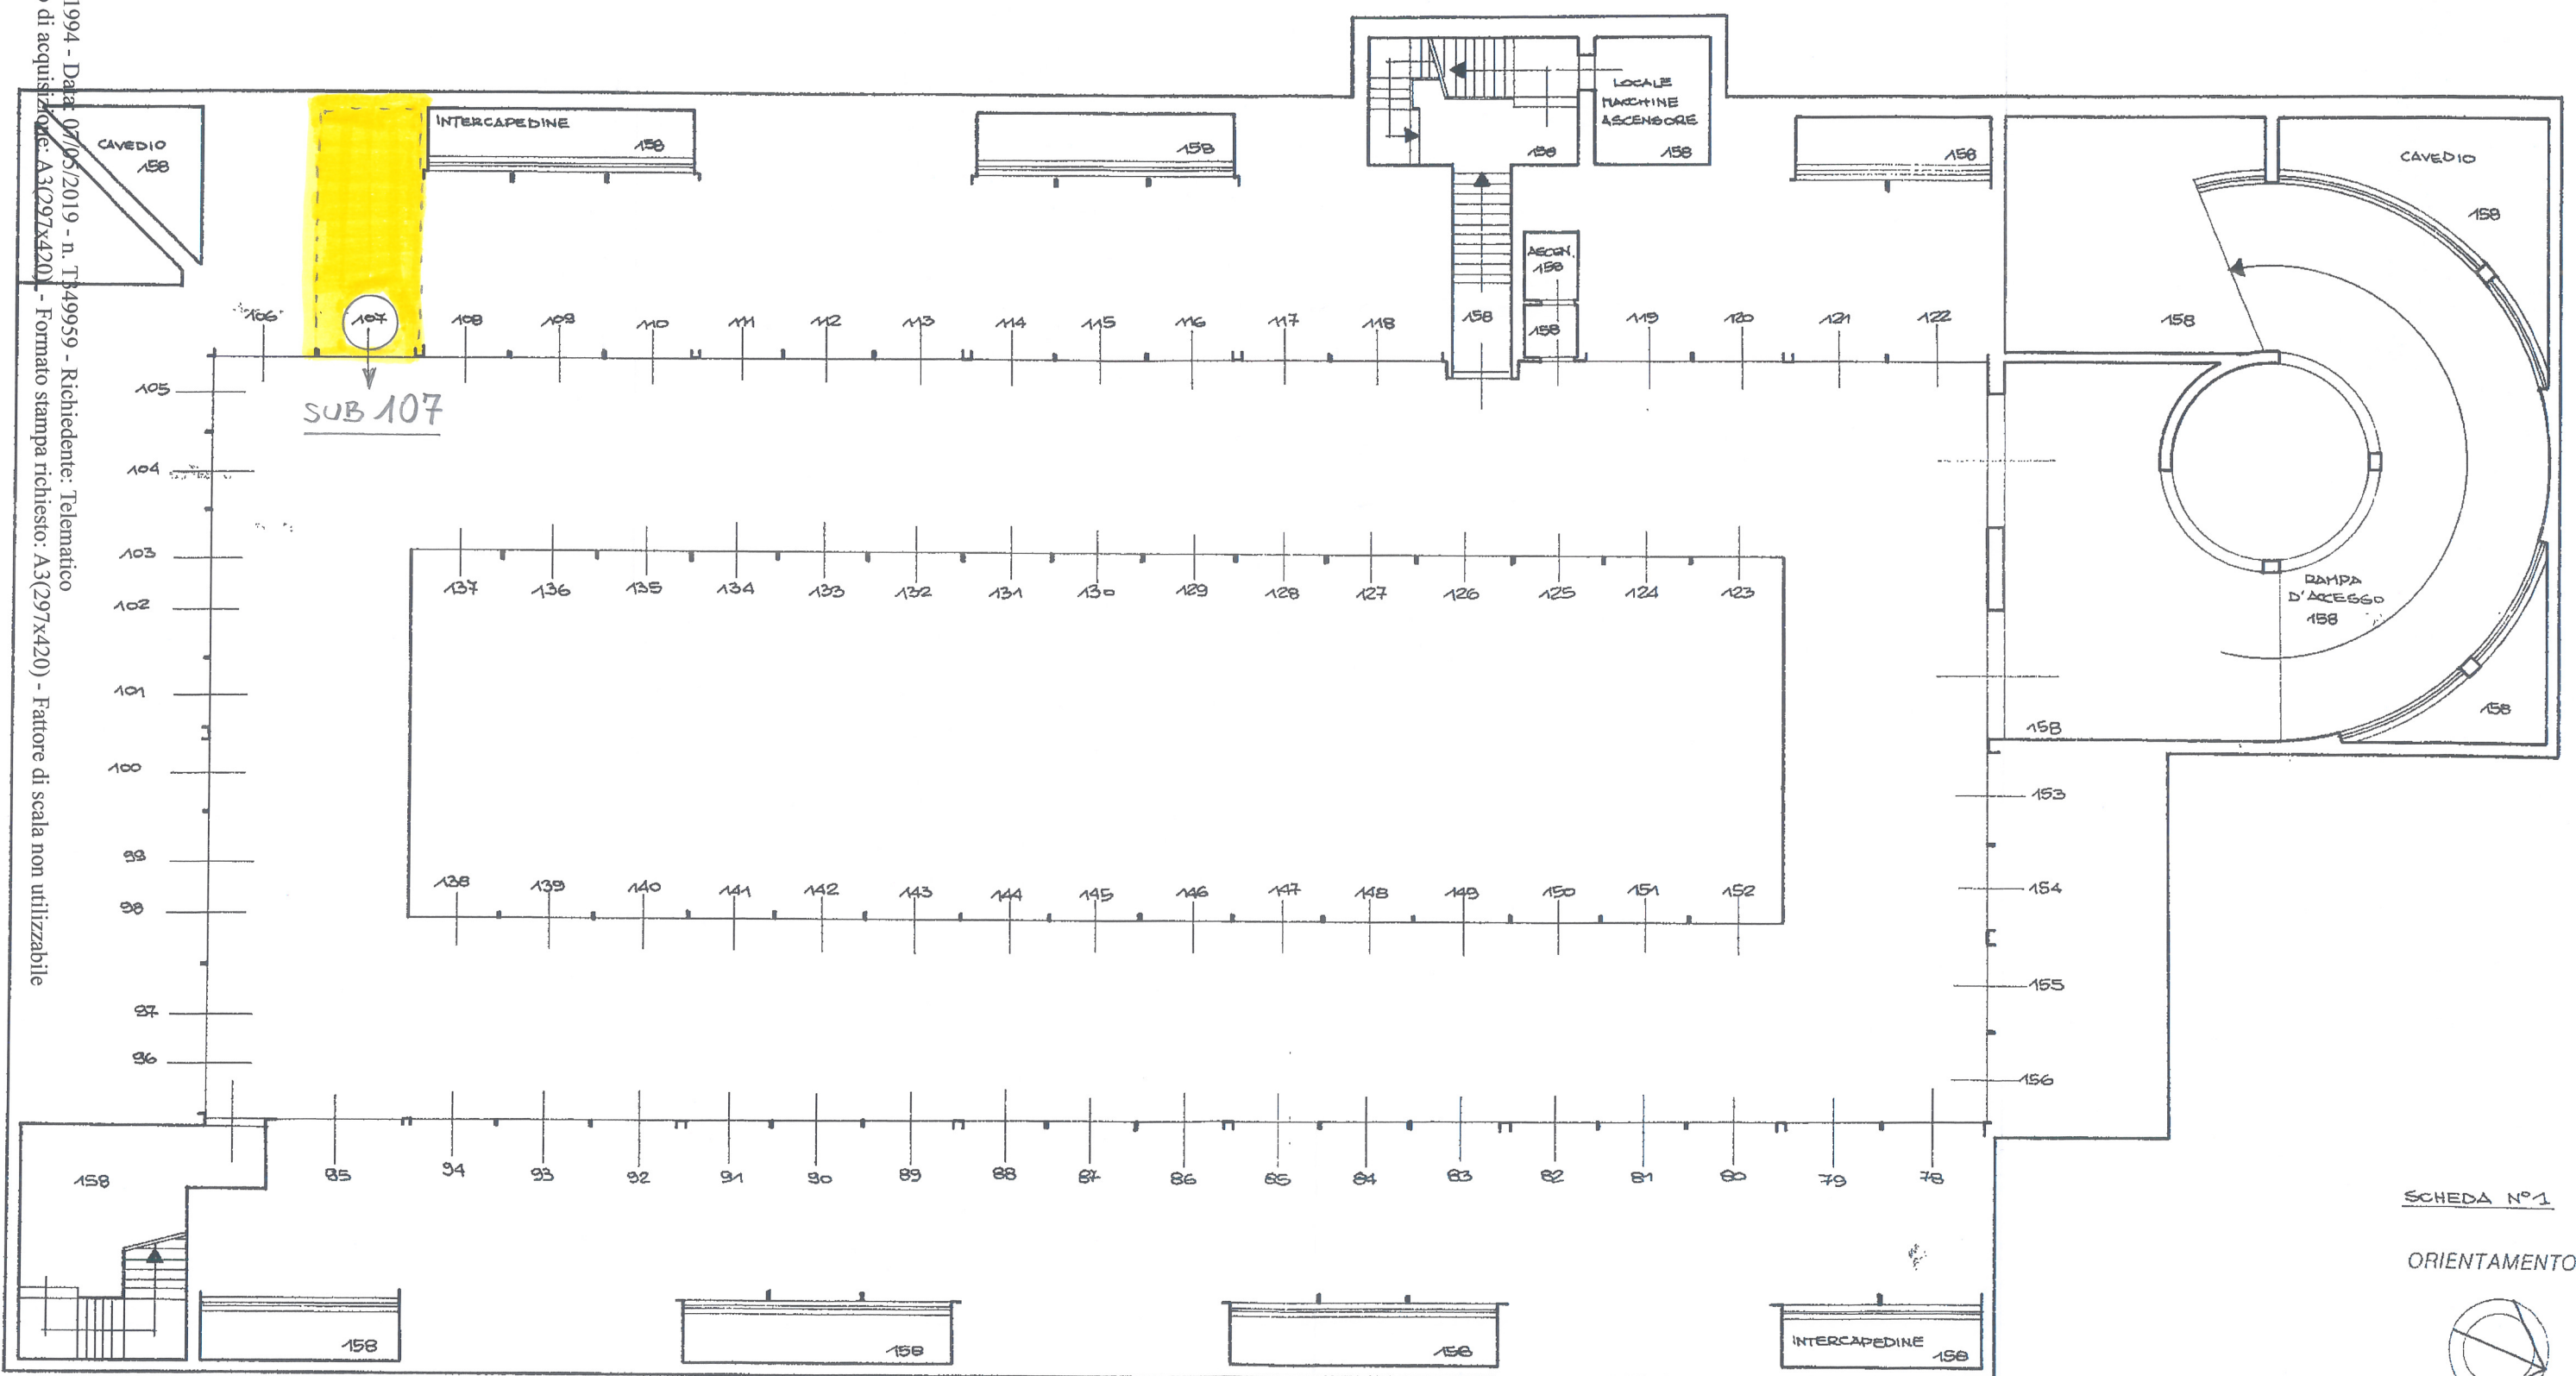 1994 - Data: 07/05/2019 - n. T349959 - Richiedente: Telematico
di acquisizione: A3(297x420) - Formato stampa richiesto: A3(297x420) - Fattore di scala non utilizzabile
CAVEDIO
158
INTERCAPEDINE
158
158
158
LOCALE
MACCHINE
ASCENSORE
158
158
CAVEDIO
158
ASCEN.
158
158
158
158
106 107 108 109 110 111 112 113 114 115 116 117 118 119 120 121 122
SUB 107
105
104
103
102
101
100
99
98
97
96
137 136 135 134 133 132 131 130 129 128 127 126 125 124 123
RAMPA
D'ACCESSO
158
158
158
138 139 140 141 142 143 144 145 146 147 148 149 150 151 152
153
154
155
156
95 94 93 92 91 90 89 88 87 86 85 84 83 82 81 80 79 78
158
158
158
158
INTERCAPEDINE
158
SCHEDA N°1
ORIENTAMENTO